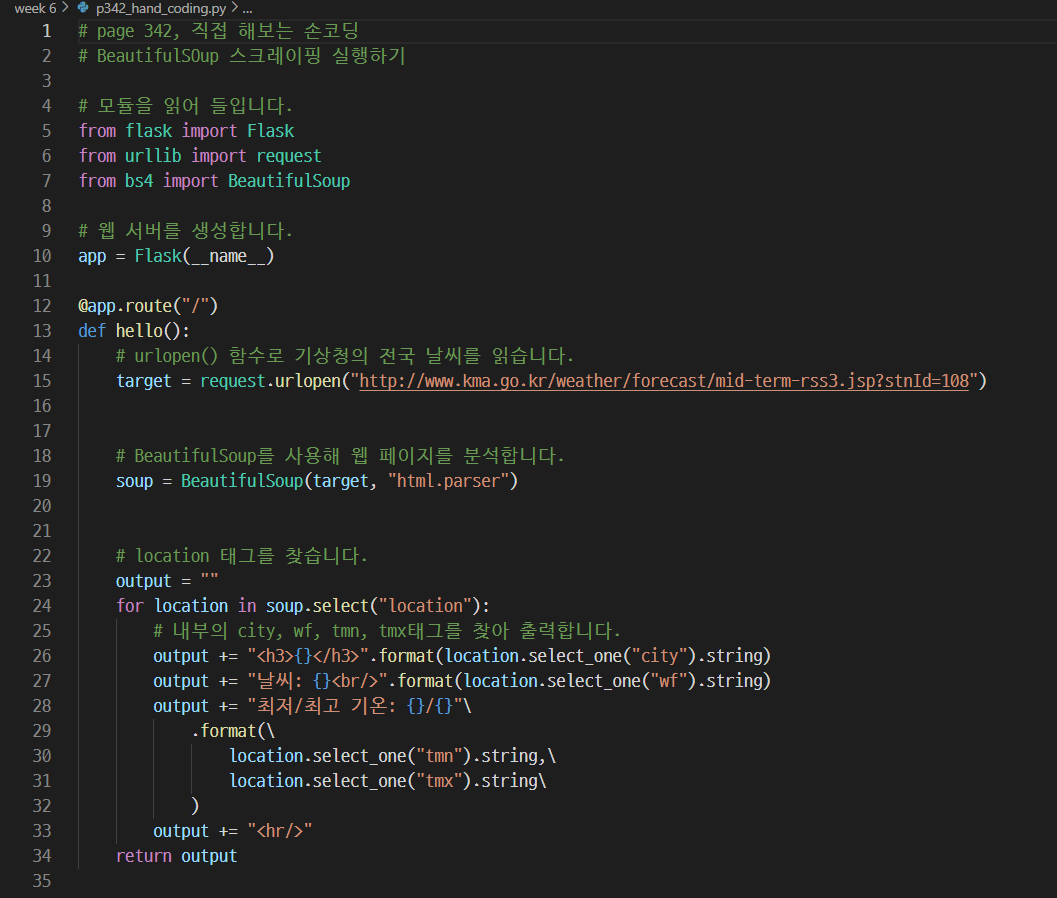 week 6 > p342_hand_coding.py > ...
1 # page 342, 직접 해보는 손코딩
2 # BeautifulSOup 스크레이핑 실행하기
3
4 # 모듈을 읽어 들입니다.
5 from flask import Flask
6 from urllib import request
7 from bs4 import BeautifulSoup
8
9 # 웹 서버를 생성합니다.
10 app = Flask(__name__)
11
12 @app.route("/")
13 def hello():
14     # urlopen() 함수로 기상청의 전국 날씨를 읽습니다.
15     target = request.urlopen("http://www.kma.go.kr/weather/forecast/mid-term-rss3.jsp?stnId=108")
16
17
18     # BeautifulSoup를 사용해 웹 페이지를 분석합니다.
19     soup = BeautifulSoup(target, "html.parser")
20
21
22     # location 태그를 찾습니다.
23     output = ""
24     for location in soup.select("location"):
25         # 내부의 city, wf, tmn, tmx태그를 찾아 출력합니다.
26         output += "<h3>{}</h3>".format(location.select_one("city").string)
27         output += "날씨: {}<br/>".format(location.select_one("wf").string)
28         output += "최저/최고 기온: {}/{}"\
29             .format(\
30                 location.select_one("tmn").string,\
31                 location.select_one("tmx").string\
32             )
33         output += "<hr/>"
34     return output
35